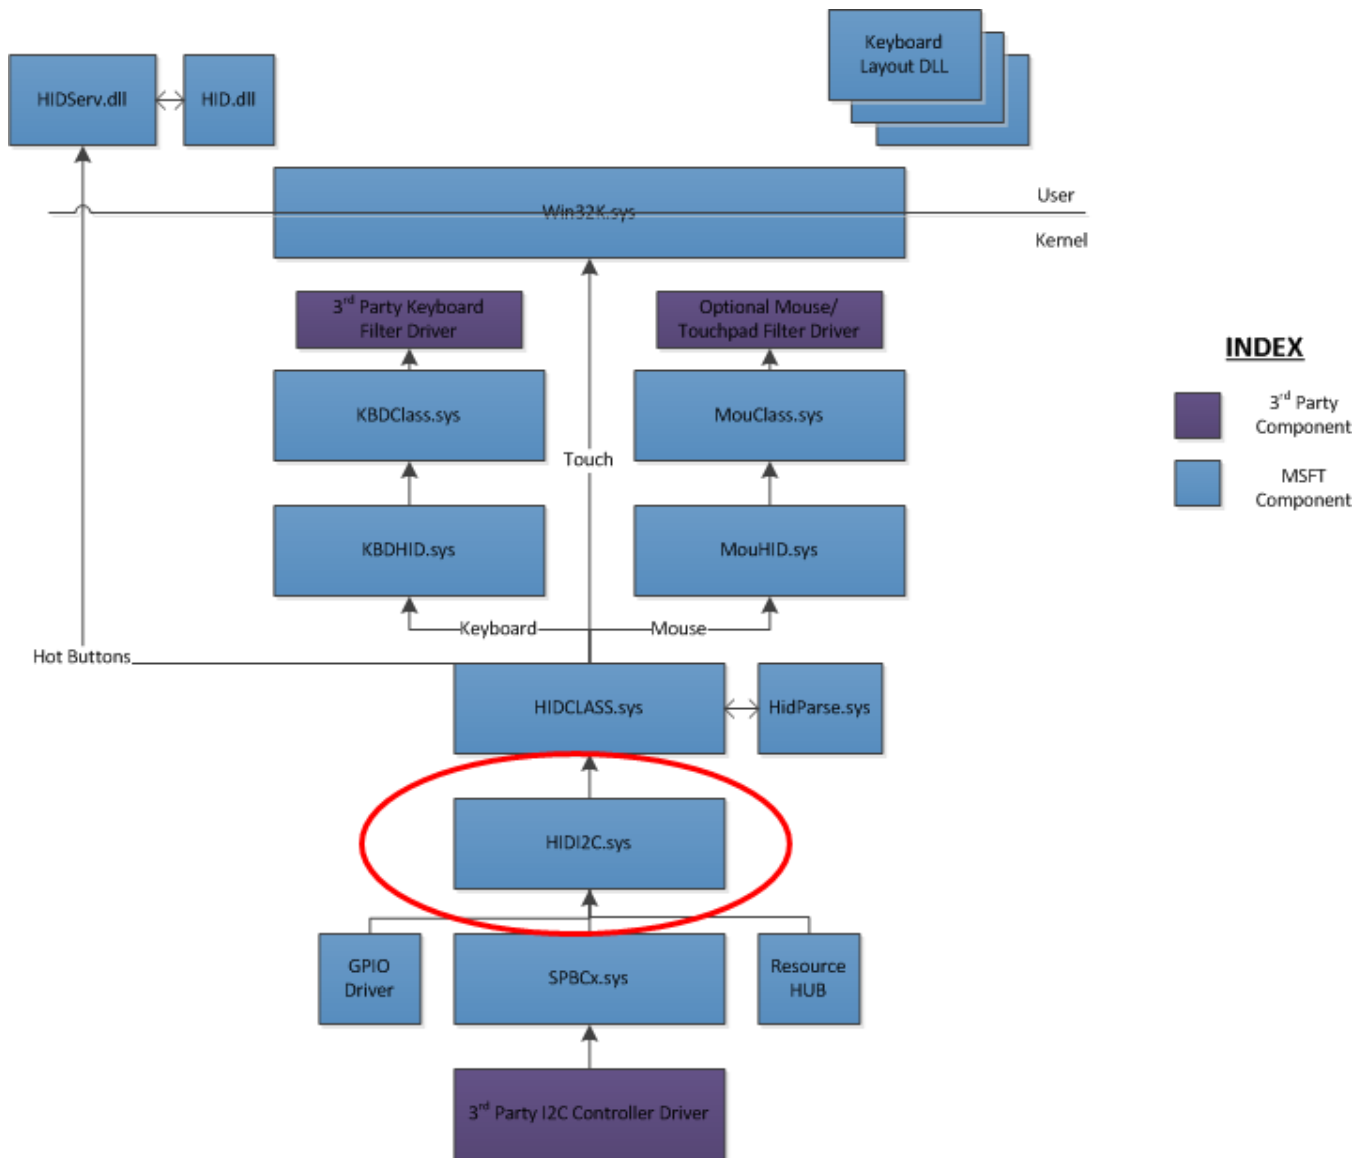 Keyboard
Layout DLL
HIDServ.dll
HID.dll
User
Win32K.sys
Kernel
3rd Party Keyboard
Filter Driver
Optional Mouse/
Touchpad Filter Driver
INDEX
3rd Party
Component
MSFT
Component
KBDClass.sys
MouClass.sys
Touch
KBDHID.sys
MouHID.sys
Keyboard
Mouse
Hot Buttons
HIDCLASS.sys
HidParse.sys
HIDI2C.sys
GPIO
Driver
SPBCx.sys
Resource
HUB
3rd Party I2C Controller Driver